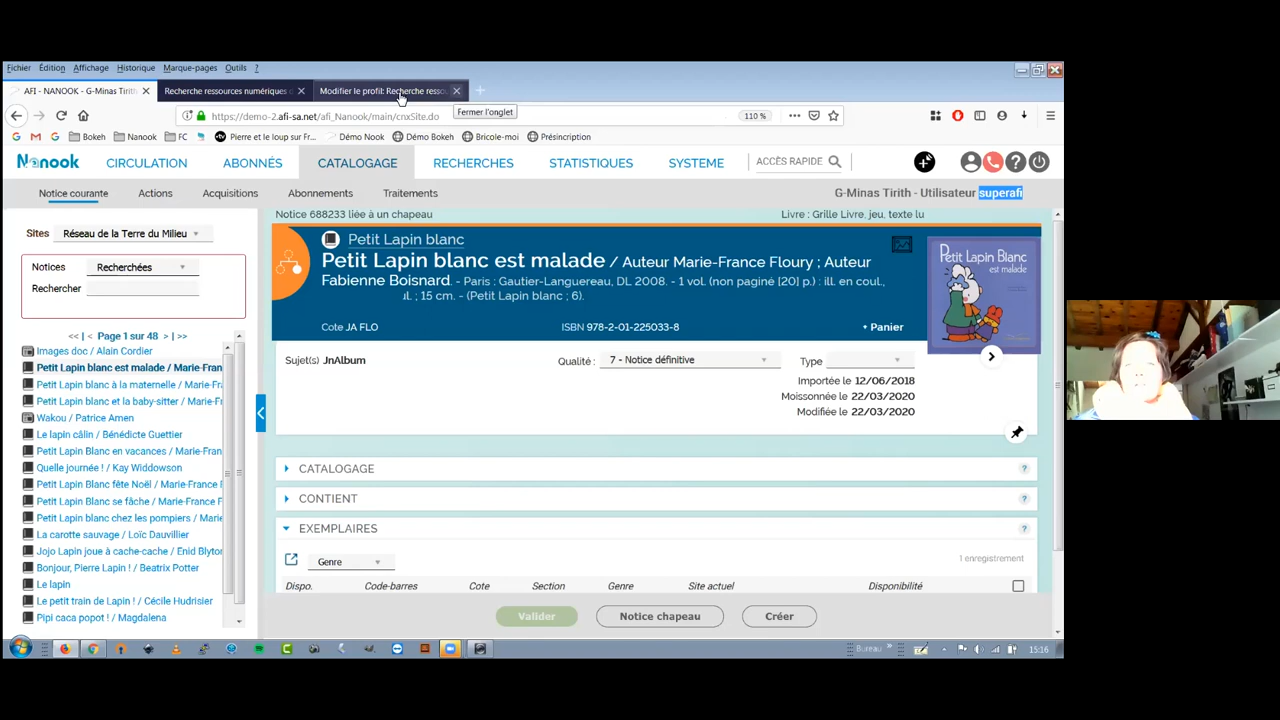 Fichier Édition Affichage Historique Marque-pages Outils ?
AFI - NANOOK - G-Minas Tirith - Recherche ressources numériques Modifier le profil: Recherche resso
Fermer l'onglet
https://demo-2.afi-sa.net/afi_Nanook/main/cnxSite.do 110 %
Bokeh Nanook FC Pierre et le loup sur Fr... Démo Nook Démo Bokeh Bricole-moi Présincription
Nanook CIRCULATION ABONNÉS CATALOGAGE RECHERCHES STATISTIQUES SYSTEME ACCÈS RAPIDE
Notice courante Actions Acquisitions Abonnements Traitements G-Minas Tirith - Utilisateur superafi
Notice 688233 liée à un chapeau Livre : Grille Livre, jeu, texte lu
Sites Réseau de la Terre du Milieu
Notices Recherchées
Rechercher
<< | < Page 1 sur 48 > | >>
Images doc / Alain Cordier
Petit Lapin blanc est malade / Marie-Fran
Petit Lapin blanc à la maternelle / Marie-Fr
Petit Lapin blanc et la baby-sitter / Marie-Fr
Wakou / Patrice Amen
Le lapin câlin / Bénédicte Guettier
Petit Lapin Blanc en vacances / Marie-Fran
Quelle journée ! / Kay Widdowson
Petit Lapin Blanc fête Noël / Marie-France F
Petit Lapin Blanc se fâche / Marie-France F
Petit Lapin blanc chez les pompiers / Marie
La carotte sauvage / Loïc Dauvillier
Jojo Lapin joue à cache-cache / Enid Blyto
Bonjour, Pierre Lapin ! / Beatrix Potter
Le lapin
Le petit train de Lapin ! / Cécile Hudrisier
Pipi caca popot ! / Magdalena
Petit Lapin blanc
Petit Lapin blanc est malade / Auteur Marie-France Floury ; Auteur
Fabienne Boisnard. - Paris : Gautier-Languereau, DL 2008. - 1 vol. (non paginé [20] p.) : ill. en coul.,
ul. ; 15 cm. - (Petit Lapin blanc ; 6).
Cote JA FLO ISBN 978-2-01-225033-8 + Panier
Petit Lapin Blanc
est malade
Sujet(s) JnAlbum Qualité : 7 - Notice définitive Type
Importée le 12/06/2018
Moissonnée le 22/03/2020
Modifiée le 22/03/2020
CATALOGAGE ?
CONTIENT ?
EXEMPLAIRES ?
Genre 1 enregistrement
Dispo. Code-barres Cote Section Genre Site actuel Disponibilité
Valider Notice chapeau Créer
Bureau » 15:16